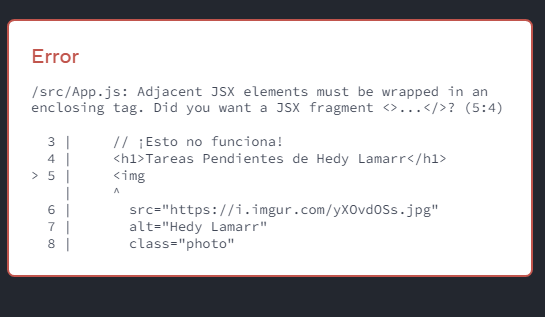 Error
/src/App.js: Adjacent JSX elements must be wrapped in an
enclosing tag. Did you want a JSX fragment <>...</>? (5:4)
  3 |     // ¡Esto no funciona!
  4 |     <h1>Tareas Pendientes de Hedy Lamarr</h1>
> 5 |     <img
    |     ^
  6 |       src="https://i.imgur.com/yXOvdOSs.jpg"
  7 |       alt="Hedy Lamarr"
  8 |       class="photo"